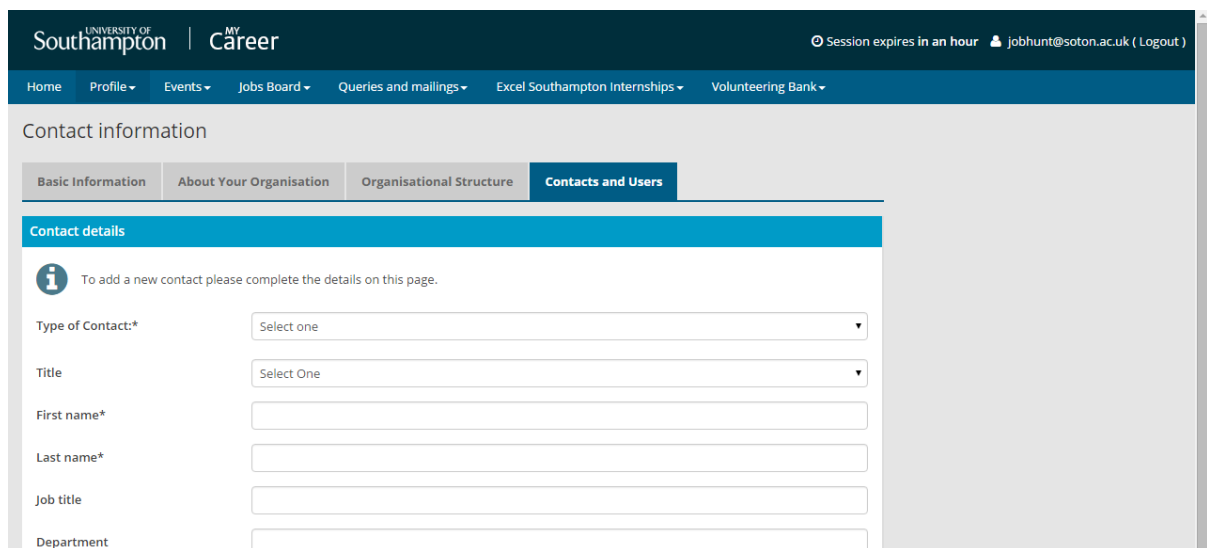 UNIVERSITY OF
Southampton
MY
Career
Session expires in an hour jobhunt@soton.ac.uk ( Logout )
Home Profile Events Jobs Board Queries and mailings Excel Southampton Internships Volunteering Bank
Contact information
Basic Information About Your Organisation Organisational Structure Contacts and Users
Contact details
To add a new contact please complete the details on this page.
Type of Contact:* Select one
Title Select One
First name*
Last name*
Job title
Department